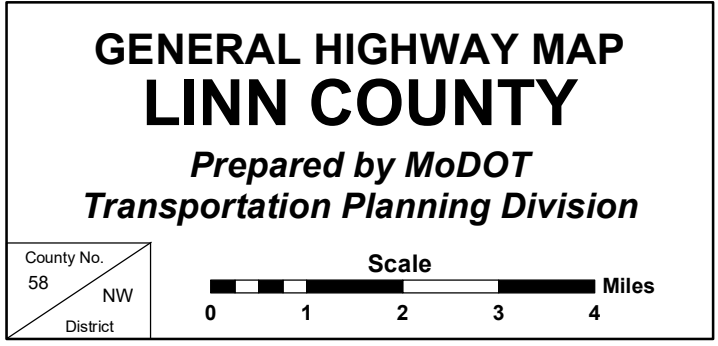 GENERAL HIGHWAY MAP
LINN COUNTY
Prepared by MoDOT
Transportation Planning Division
County No.
58
NW
District
Scale
Miles
0 1 2 3 4